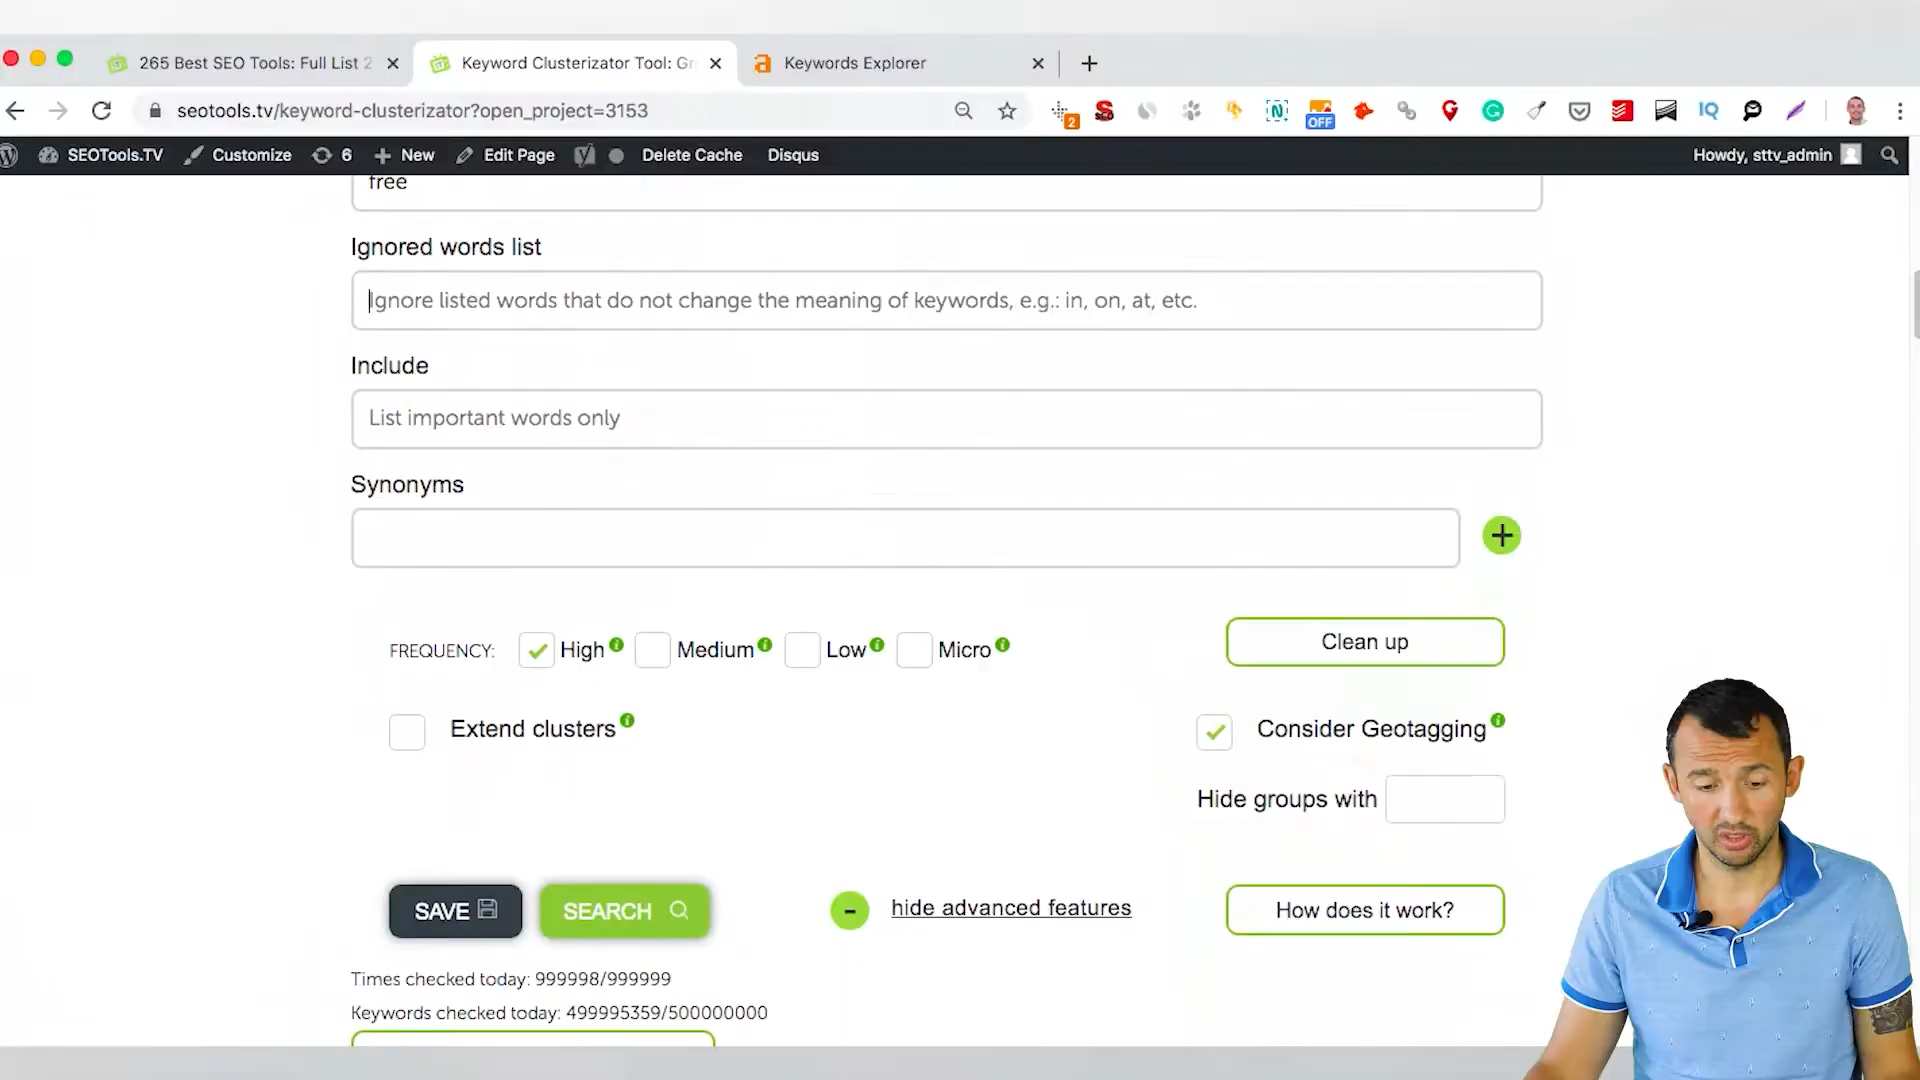 265 Best SEO Tools: Full List 2
Keyword Clusterizator Tool: Gr
Keywords Explorer
seotools.tv/keyword-clusterizator?open_project=3153
2
OFF
IQ
SEOTools.TV
Customize
6
New
Edit Page
Delete Cache
Disqus
Howdy, sttv_admin
free
Ignored words list
Ignore listed words that do not change the meaning of keywords, e.g.: in, on, at, etc.
Include
List important words only
Synonyms
FREQUENCY: High Medium Low Micro
Clean up
Extend clusters
Consider Geotagging
Hide groups with
SAVE
SEARCH
hide advanced features
How does it work?
Times checked today: 999998/999999
Keywords checked today: 499995359/500000000